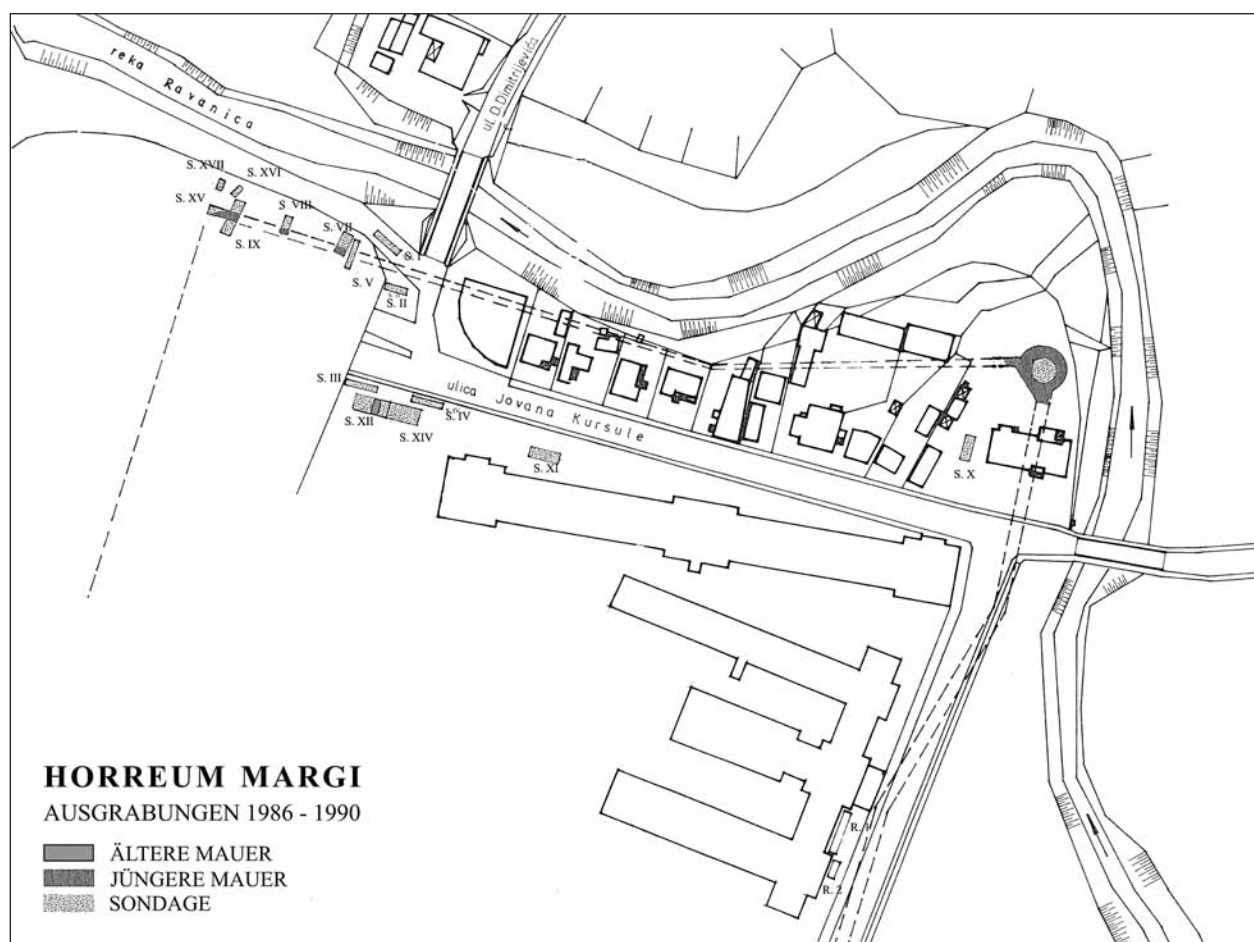 reka Ravanica
ul. D. Dimitrijevića
S. XVII
S. XVI
S. XV
S. VIII
S. IX
S. VII
S.
S. V
S. II
S. III
ulica Jovana Kursule
S. IV
S. XII
S. XIV
S. XI
S. X
R. 1
R. 2
HORREUM MARGI
AUSGRABUNGEN 1986 - 1990
ÄLTERE MAUER
JÜNGERE MAUER
SONDAGE